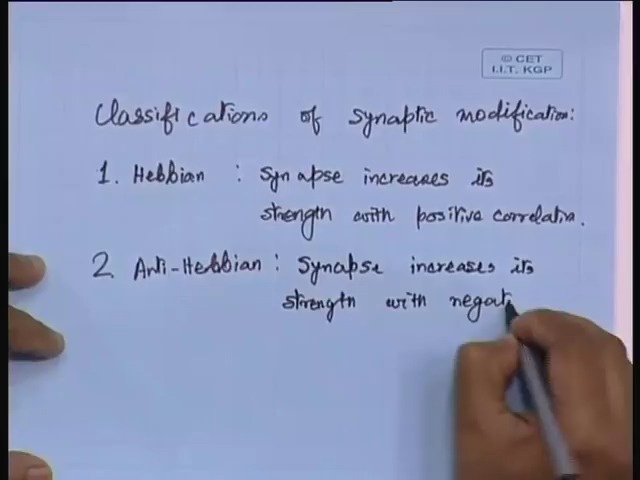 © CET
I.I.T. KGP
Classifications of synaptic modification:
1. Hebbian : Synapse increases its
strength with positive correlation.
2 Anti-Hebbian : Synapse increases its
strength with negat